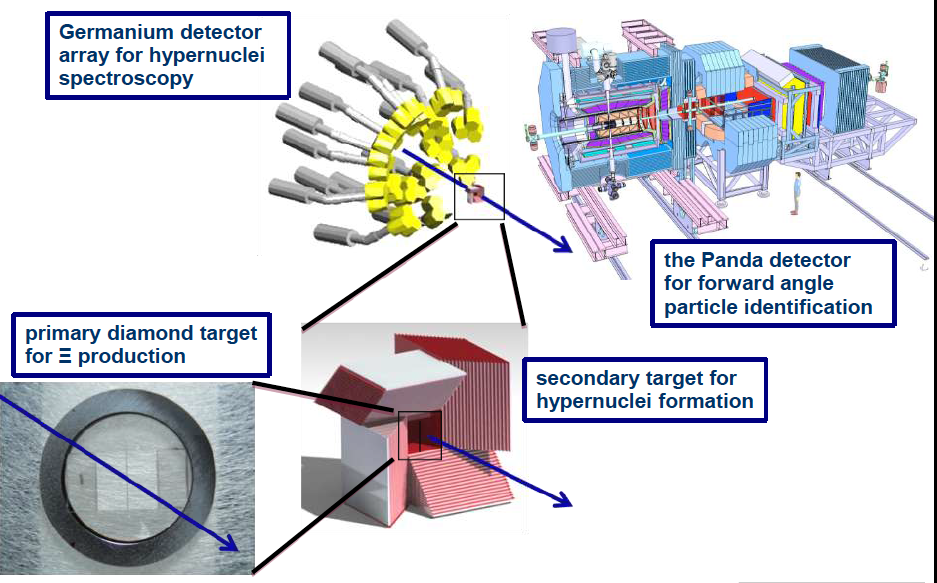 Germanium detector
array for hypernuclei
spectroscopy
the Panda detector
for forward angle
particle identification
primary diamond target
for Ξ production
secondary target for
hypernuclei formation